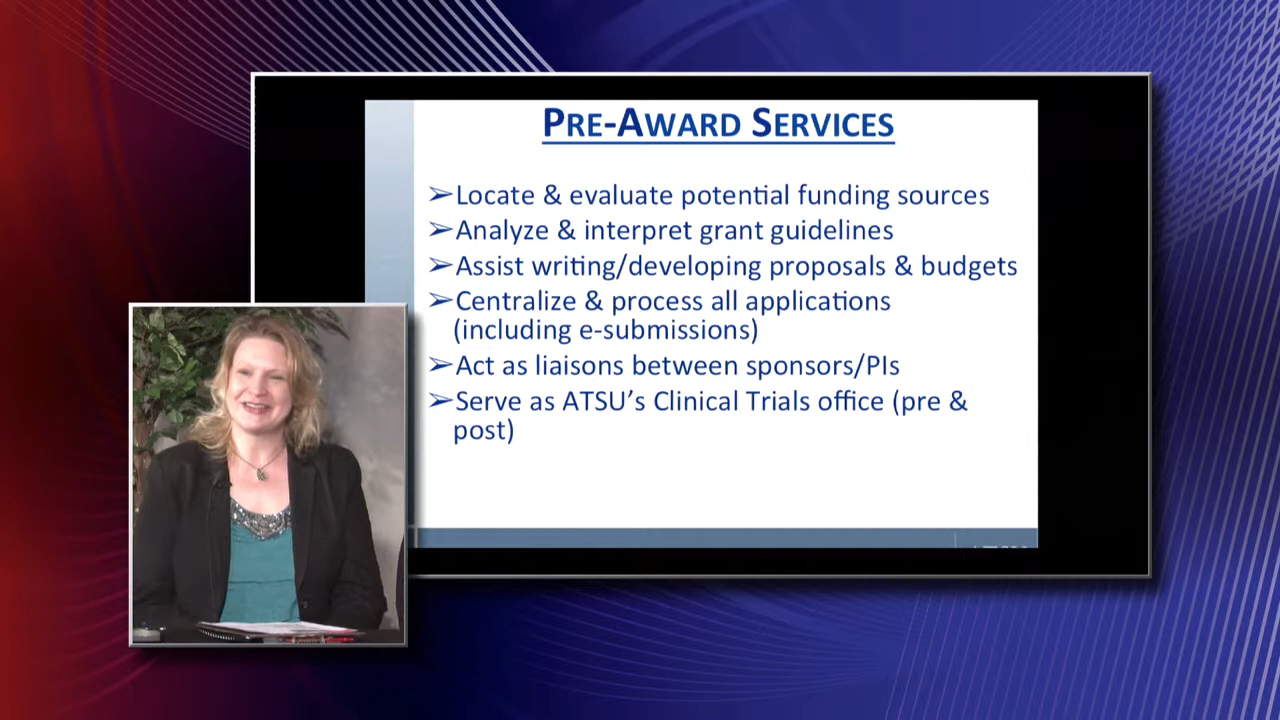 PRE-AWARD SERVICES
➢Locate & evaluate potential funding sources
➢Analyze & interpret grant guidelines
➢Assist writing/developing proposals & budgets
➢Centralize & process all applications
(including e-submissions)
➢Act as liaisons between sponsors/PIs
➢Serve as ATSU’s Clinical Trials office (pre &
post)